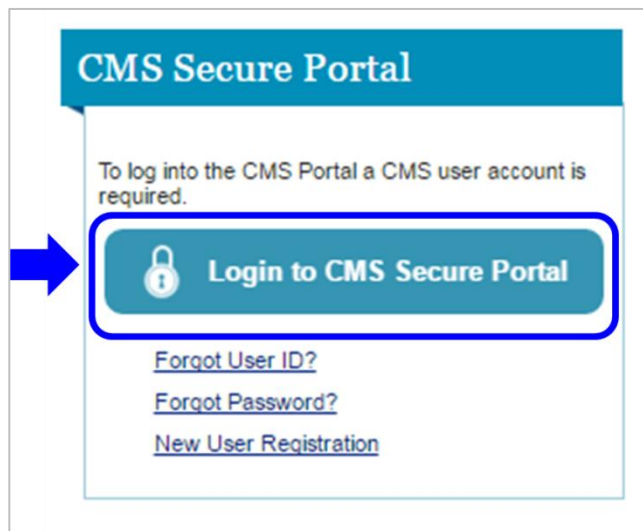 CMS Secure Portal
To log into the CMS Portal a CMS user account is
required.
Login to CMS Secure Portal
Forgot User ID?
Forgot Password?
New User Registration